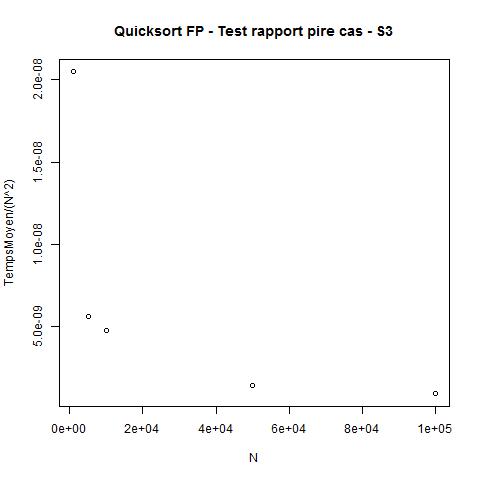 Quicksort FP - Test rapport pire cas - S3
TempsMoyen/(N^2)
2.0e-08
1.5e-08
1.0e-08
5.0e-09
0e+00 2e+04 4e+04 6e+04 8e+04 1e+05
N